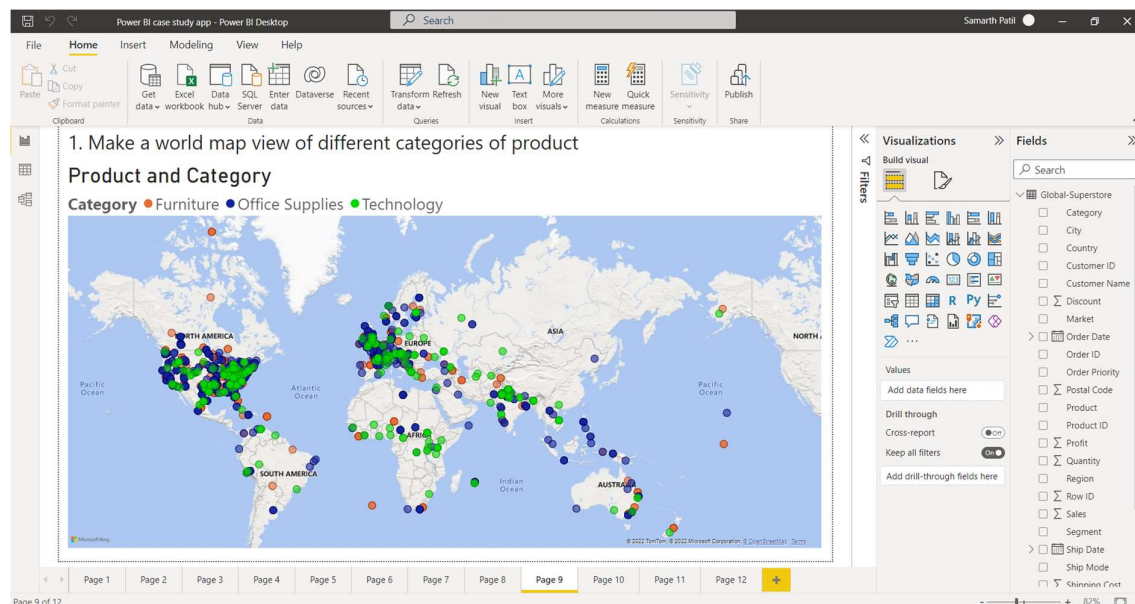 Power BI case study app - Power BI Desktop
Search
Samarth Patil
File Home Insert Modeling View Help
Paste
Cut
Copy
Format painter
Get data
Excel workbook
Data hub
SQL Server
Enter data
Dataverse
Recent sources
Transform data
Refresh
New visual
Text box
More visuals
New measure
Quick measure
Sensitivity
Publish
Clipboard Data Queries Insert Calculations Sensitivity Share
1. Make a world map view of different categories of product
Product and Category
Category Furniture Office Supplies Technology
NORTH AMERICA
EUROPE
ASIA
NORTH A
Pacific Ocean
Atlantic Ocean
Pacific Ocean
AFRIC
SOUTH AMERICA
Indian Ocean
AUSTRALIA
Microsoft Bing
© 2022 TomTom, © 2022 Microsoft Corporation, © OpenStreetMap Terms
Filters
Visualizations
Build visual
R Py
Values
Add data fields here
Drill through
Cross-report
Off
Keep all filters
On
Add drill-through fields here
Fields
Search
Global-Superstore
Category
City
Country
Customer ID
Customer Name
Discount
Market
Order Date
Order ID
Order Priority
Postal Code
Product
Product ID
Profit
Quantity
Region
Row ID
Sales
Segment
Ship Date
Ship Mode
Shipping Cost
Page 1 Page 2 Page 3 Page 4 Page 5 Page 6 Page 7 Page 8 Page 9 Page 10 Page 11 Page 12
Page 9 of 12
82%